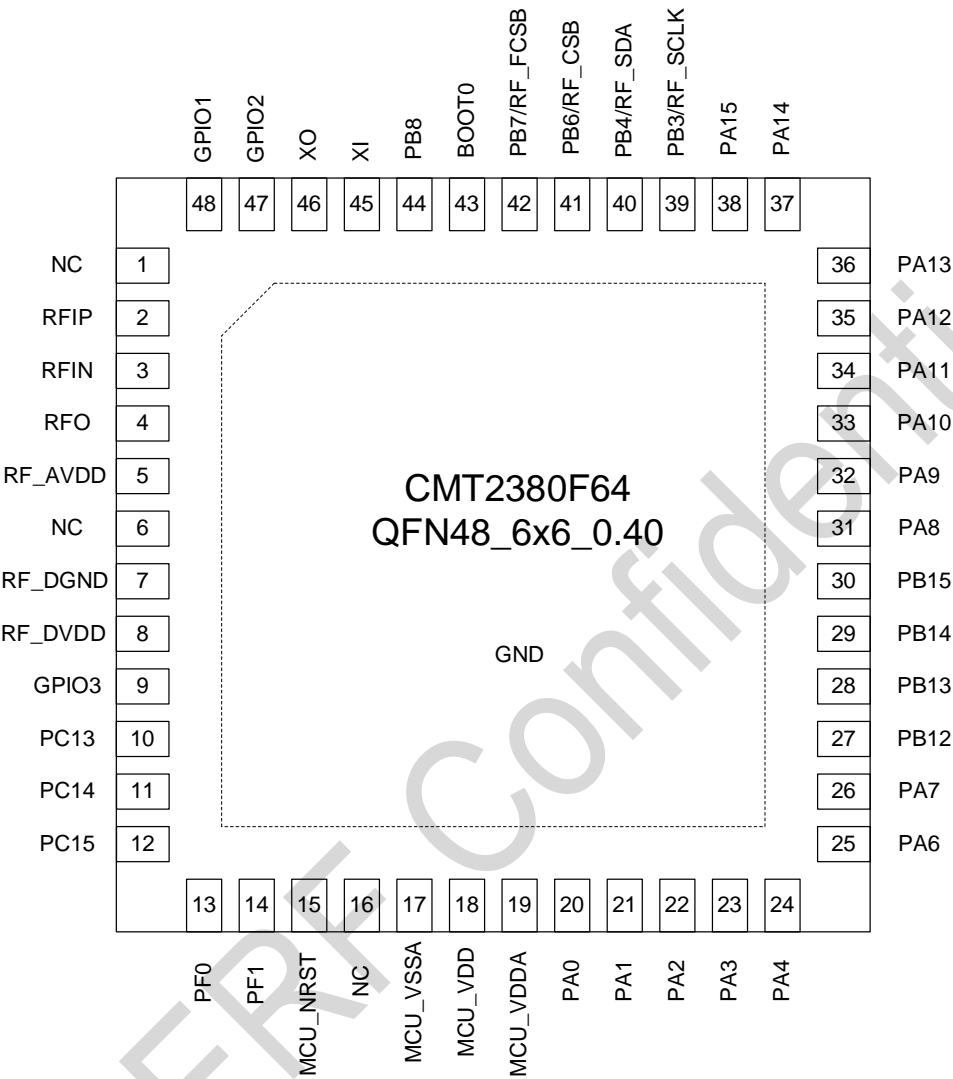 GPIO1
GPIO2
XO
XI
PB8
BOOT0
PB7/RF_FCSB
PB6/RF_CSB
PB4/RF_SDA
PB3/RF_SCLK
PA15
PA14
48 47 46 45 44 43 42 41 40 39 38 37
NC 1
RFIP 2
RFIN 3
RFO 4
RF_AVDD 5
NC 6
RF_DGND 7
RF_DVDD 8
GPIO3 9
PC13 10
PC14 11
PC15 12
CMT2380F64
QFN48_6x6_0.40
GND
36 PA13
35 PA12
34 PA11
33 PA10
32 PA9
31 PA8
30 PB15
29 PB14
28 PB13
27 PB12
26 PA7
25 PA6
13 14 15 16 17 18 19 20 21 22 23 24
PF0
PF1
MCU_NRST
NC
MCU_VSSA
MCU_VDD
MCU_VDDA
PA0
PA1
PA2
PA3
PA4